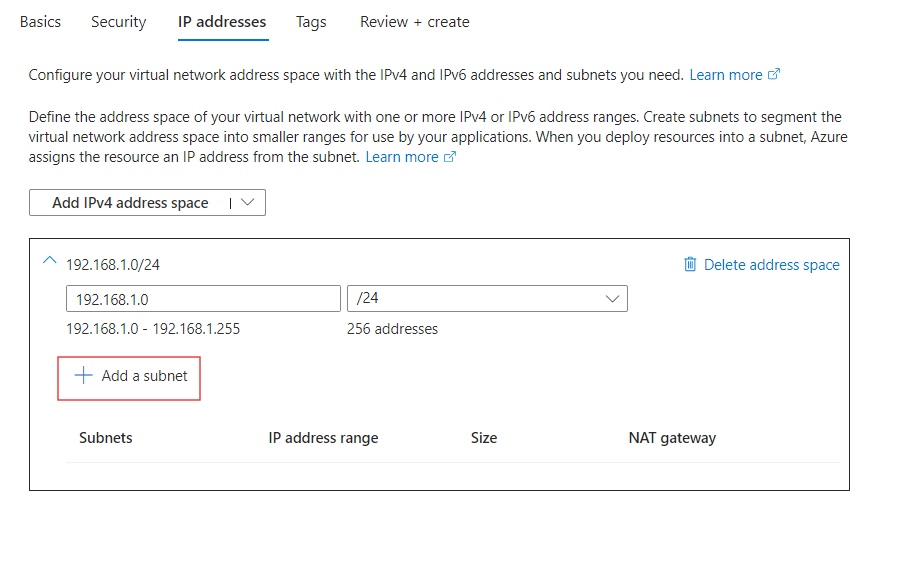 Basics Security IP addresses Tags Review + create
Configure your virtual network address space with the IPv4 and IPv6 addresses and subnets you need. Learn more
Define the address space of your virtual network with one or more IPv4 or IPv6 address ranges. Create subnets to segment the
virtual network address space into smaller ranges for use by your applications. When you deploy resources into a subnet, Azure
assigns the resource an IP address from the subnet. Learn more
Add IPv4 address space |
192.168.1.0/24 Delete address space
192.168.1.0 /24
192.168.1.0 - 192.168.1.255 256 addresses
Add a subnet
Subnets IP address range Size NAT gateway